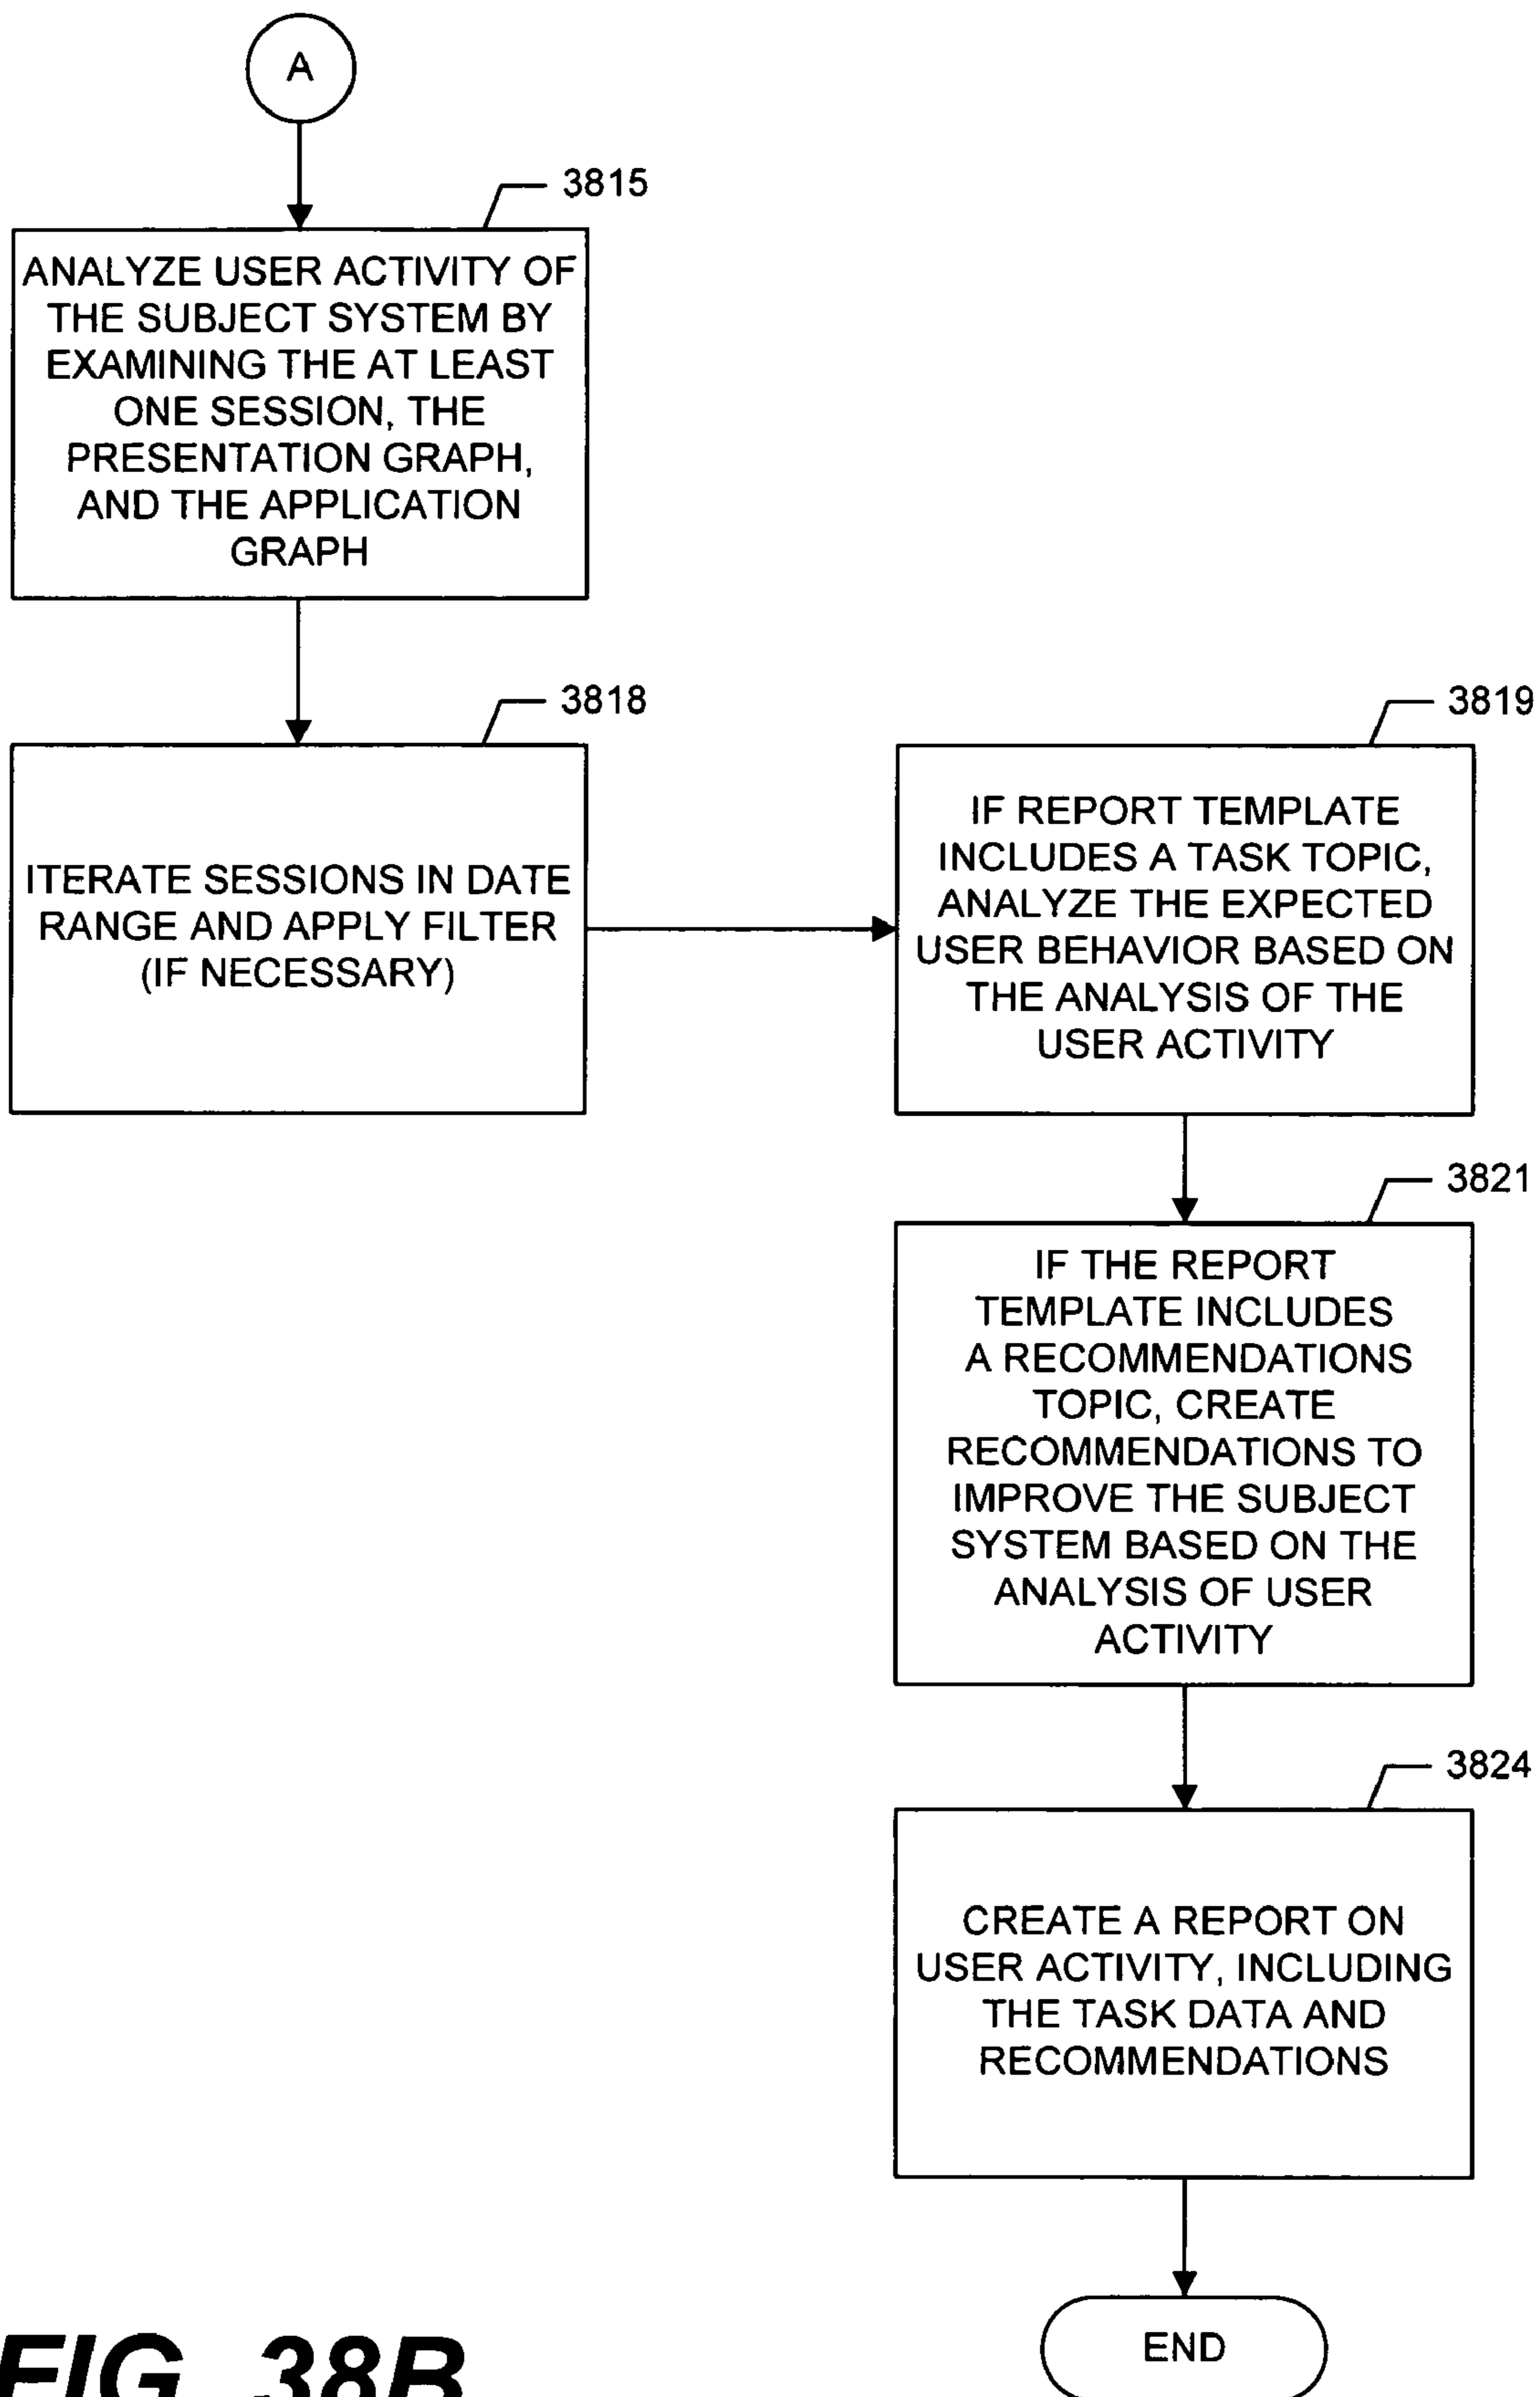 A
3815
ANALYZE USER ACTIVITY OF
THE SUBJECT SYSTEM BY
EXAMINING THE AT LEAST
ONE SESSION, THE
PRESENTATION GRAPH,
AND THE APPLICATION
GRAPH
3818
ITERATE SESSIONS IN DATE
RANGE AND APPLY FILTER
(IF NECESSARY)
3819
IF REPORT TEMPLATE
INCLUDES A TASK TOPIC,
ANALYZE THE EXPECTED
USER BEHAVIOR BASED ON
THE ANALYSIS OF THE
USER ACTIVITY
3821
IF THE REPORT
TEMPLATE INCLUDES
A RECOMMENDATIONS
TOPIC, CREATE
RECOMMENDATIONS TO
IMPROVE THE SUBJECT
SYSTEM BASED ON THE
ANALYSIS OF USER
ACTIVITY
3824
CREATE A REPORT ON
USER ACTIVITY, INCLUDING
THE TASK DATA AND
RECOMMENDATIONS
END
FIG. 38B